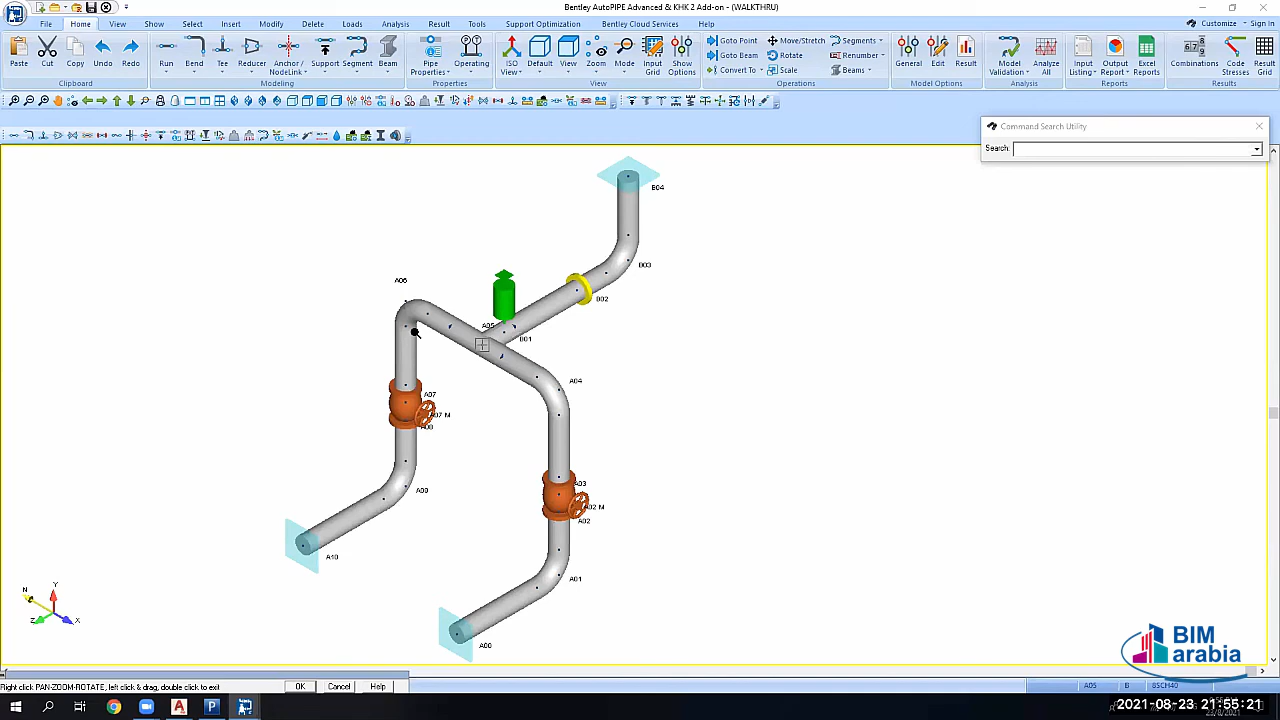 Bentley AutoPIPE Advanced & KHK 2 Add-on - (WALKTHRU)
File Home View Show Select Insert Modify Delete Loads Analysis Result Tools Support Optimization Bentley Cloud Services Help Customize Sign In
Paste Cut Copy Undo Redo Run Bend Tee Reducer Anchor / NodeLink Support Segment Beam Pipe Properties Operating ISO View Default View Zoom Mode Input Grid Show Options
Goto Point Move/Stretch Segments
Goto Beam Rotate Renumber
Convert To Scale Beams
General Edit Result Model Validation Analyze All Input Listing Output Report Excel Reports Combinations Code Stresses Result Grid
Clipboard Modeling Properties View Operations Model Options Analysis Reports Results
Command Search Utility
Search:
B04
B03
A06
B02
A05
B01
A04
A07
A07 M
A08
A03
A09
A02 M
A02
A10
A01
A00
Y
N
Z X
BIM
arabia
Right click PAN-ZOOM-ROTATE, left click & drag, double click to exit OK Cancel Help A05 B 8SCH40
2021-08-23 21:55:21